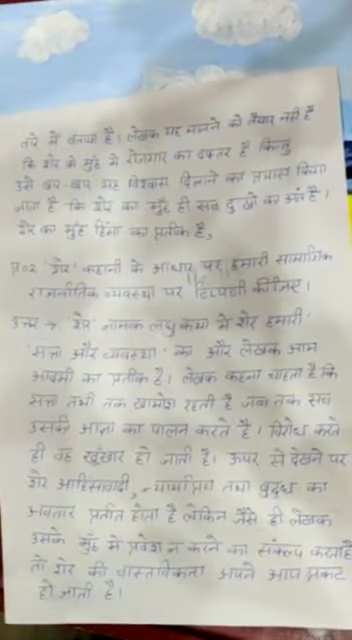 बारे में बताया है। लेखक यह मानने को तैयार नहीं है
कि शेर के मुँह में रोजगार का दफ्तर है किन्तु
उसे बार-बार यह विश्वास दिलाने का प्रयास किया
जाता है कि शेर का मुँह ही सब दुःखो का अंत है।
शेर का मुँह हिंसा का प्रतीक है,
प्र०2 'शेर' कहानी के आधार पर हमारी सामाजिक
राजनीतिक व्यवस्था पर टिप्पणी कीजिए।
उत्तर → 'शेर' नामक लघु कथा में शेर हमारी
'सत्ता और व्यवस्था' का और लेखक आम
आदमी का प्रतीक है। लेखक कहना चाहता है कि
सत्ता तभी तक खामोश रहती है जब तक सब
उसकी आज्ञा का पालन करते है। विरोध करते
ही वह खूँखार हो जाती है। ऊपर से देखने पर
शेर अहिंसावादी, न्यायप्रिय तथा बुद्ध का
अवतार प्रतीत होता है लेकिन जैसे ही लेखक
उसके मुँह में प्रवेश न करने का संकल्प करता है
तो शेर की वास्तविकता अपने आप प्रकट
हो जाती है।